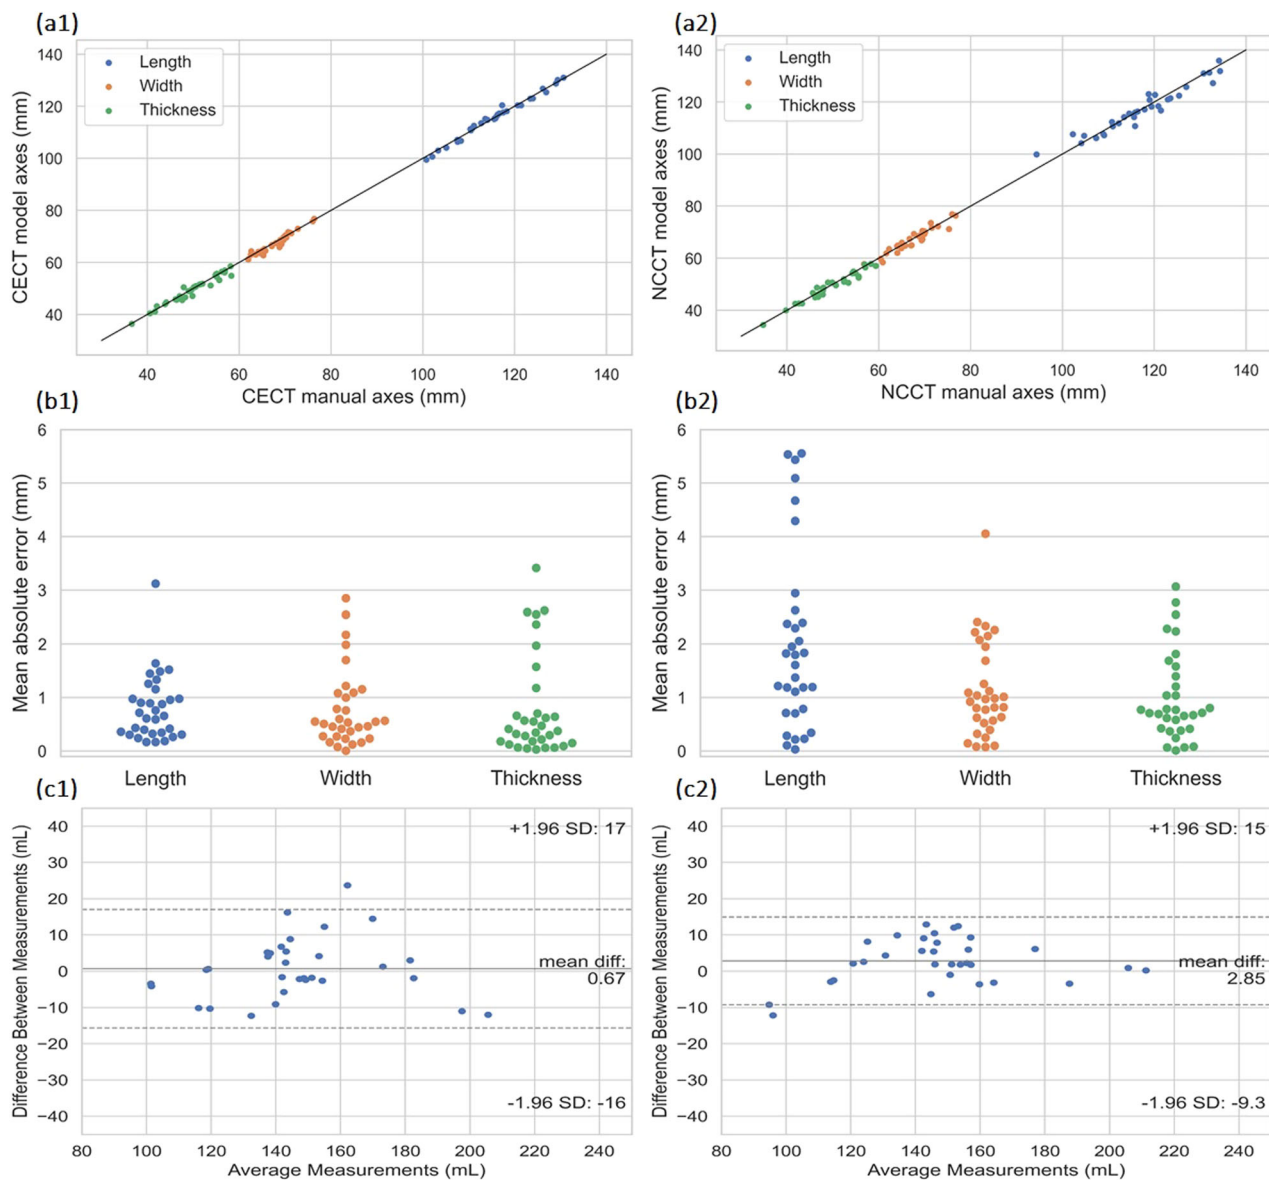 (a1)
140
120
100
80
60
40
Length
Width
Thickness
CECT model axes (mm)
40 60 80 100 120 140
CECT manual axes (mm)
(a2)
140
120
100
80
60
40
Length
Width
Thickness
NCCT model axes (mm)
40 60 80 100 120 140
NCCT manual axes (mm)
(b1)
6
5
4
3
2
1
0
Mean absolute error (mm)
Length Width Thickness
(b2)
6
5
4
3
2
1
0
Mean absolute error (mm)
Length Width Thickness
(c1)
40
30
20
10
0
−10
−20
−30
−40
Difference Between Measurements (mL)
+1.96 SD: 17
mean diff:
0.67
-1.96 SD: -16
80 100 120 140 160 180 200 220 240
Average Measurements (mL)
(c2)
40
30
20
10
0
−10
−20
−30
−40
Difference Between Measurements (mL)
+1.96 SD: 15
mean diff:
2.85
-1.96 SD: -9.3
80 100 120 140 160 180 200 220 240
Average Measurements (mL)